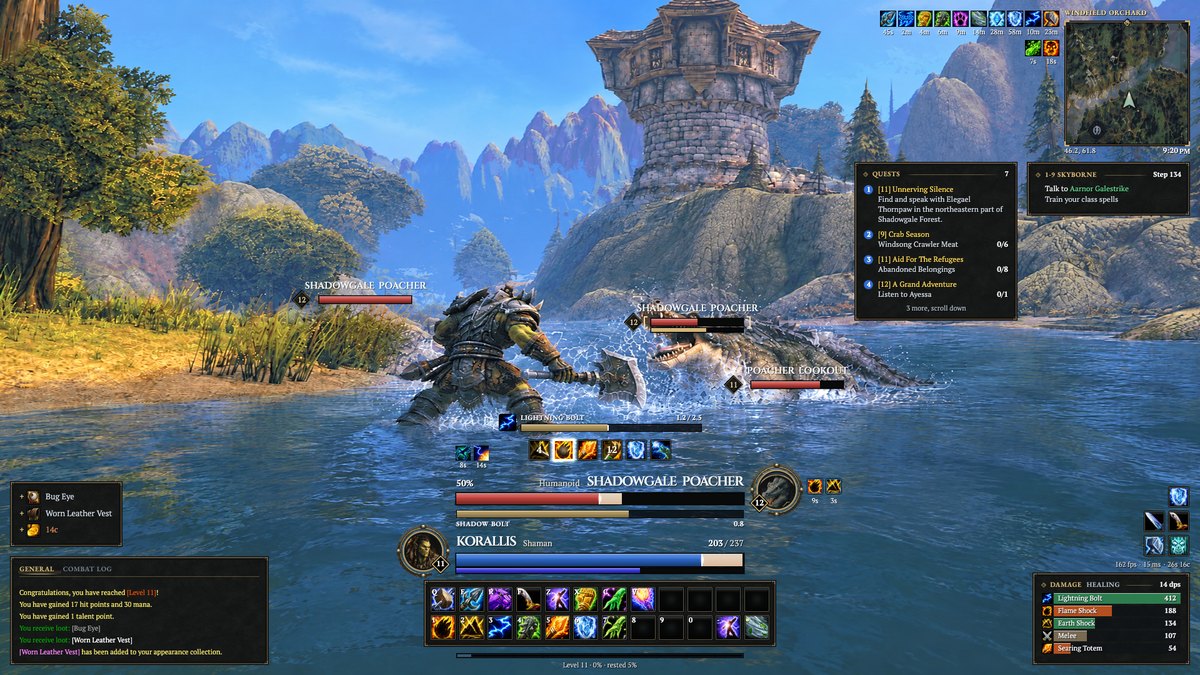 WINDFIELD ORCHARD
45s 2m 4m 6m 9m 14m 28m 58m 10m 25m
7s 18s
46.2, 61.8 9:20 PM
QUESTS 7
1 [11] Unnerving Silence
Find and speak with Elegael
Thornpaw in the northeastern part of
Shadowgale Forest.
2 [9] Crab Season
Windsong Crawler Meat 0/6
3 [11] Aid For The Refugees
Abandoned Belongings 0/8
4 [12] A Grand Adventure
Listen to Ayessa 0/1
3 more, scroll down
1-9 SKYBORNE Step 134
Talk to Aarnor Galestrike
Train your class spells
SHADOWGALE POACHER
12
SHADOWGALE POACHER
12
POACHER LOOKOUT
11
LIGHTNING BOLT 1.2 / 2.5
4 12
8s 14s
50% Humanoid SHADOWGALE POACHER
12
9s 3s
SHADOW BOLT 0.8
KORALLIS Shaman 203 / 237
11
+ Bug Eye
+ Worn Leather Vest
+ 14c
GENERAL COMBAT LOG
Congratulations, you have reached [Level 11]!
You have gained 17 hit points and 30 mana.
You have gained 1 talent point.
You receive loot: [Bug Eye]
You receive loot: [Worn Leather Vest]
[Worn Leather Vest] has been added to your appearance collection.
8 9 0
Level 11 · 0% · rested 5%
162 fps · 15 ms · 26s 16c
DAMAGE HEALING 14 dps
Lightning Bolt 412
Flame Shock 188
Earth Shock 134
Melee 107
Searing Totem 54